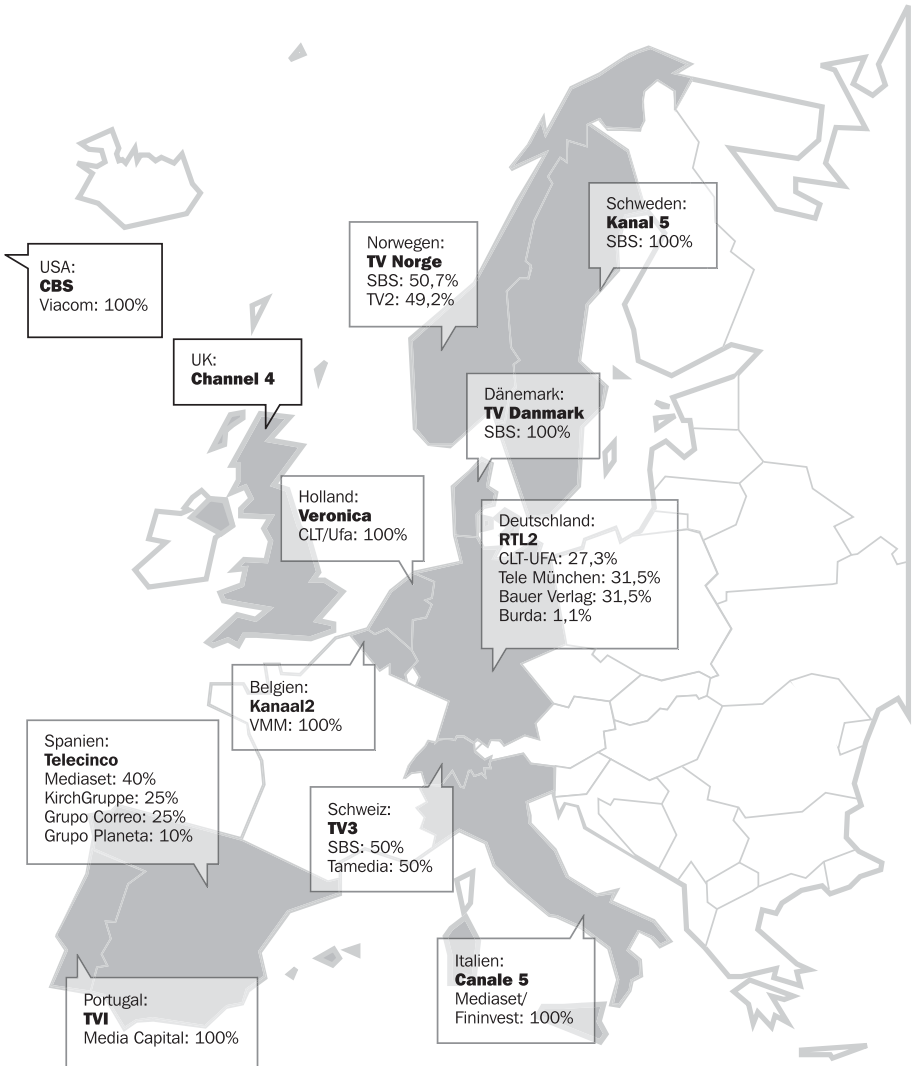 Schweden:
Kanal 5
SBS: 100%
Norwegen:
TV Norge
SBS: 50,7%
TV2: 49,2%
USA:
CBS
Viacom: 100%
UK:
Channel 4
Dänemark:
TV Danmark
SBS: 100%
Holland:
Veronica
CLT/Ufa: 100%
Deutschland:
RTL2
CLT-UFA: 27,3%
Tele München: 31,5%
Bauer Verlag: 31,5%
Burda: 1,1%
Belgien:
Kanaal2
VMM: 100%
Spanien:
Telecinco
Mediaset: 40%
KirchGruppe: 25%
Grupo Correo: 25%
Grupo Planeta: 10%
Schweiz:
TV3
SBS: 50%
Tamedia: 50%
Italien:
Canale 5
Mediaset/
Fininvest: 100%
Portugal:
TVI
Media Capital: 100%